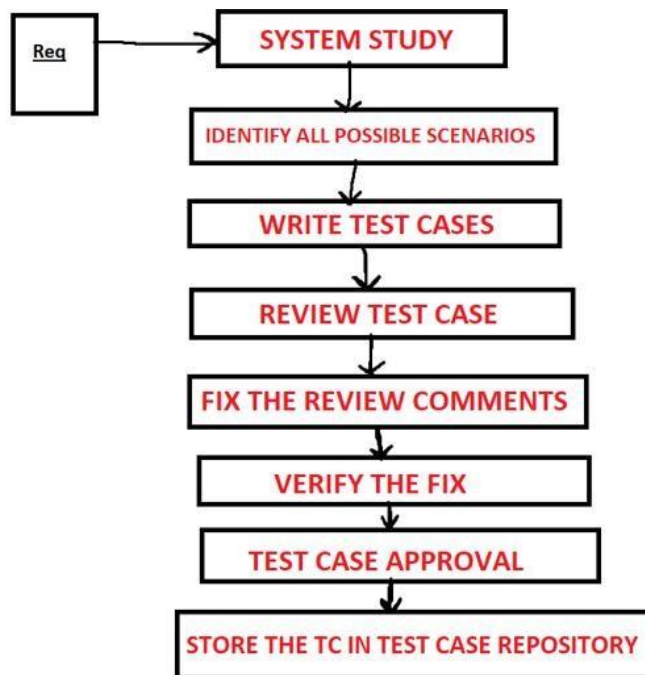 Req
SYSTEM STUDY
IDENTIFY ALL POSSIBLE SCENARIOS
WRITE TEST CASES
REVIEW TEST CASE
FIX THE REVIEW COMMENTS
VERIFY THE FIX
TEST CASE APPROVAL
STORE THE TC IN TEST CASE REPOSITORY